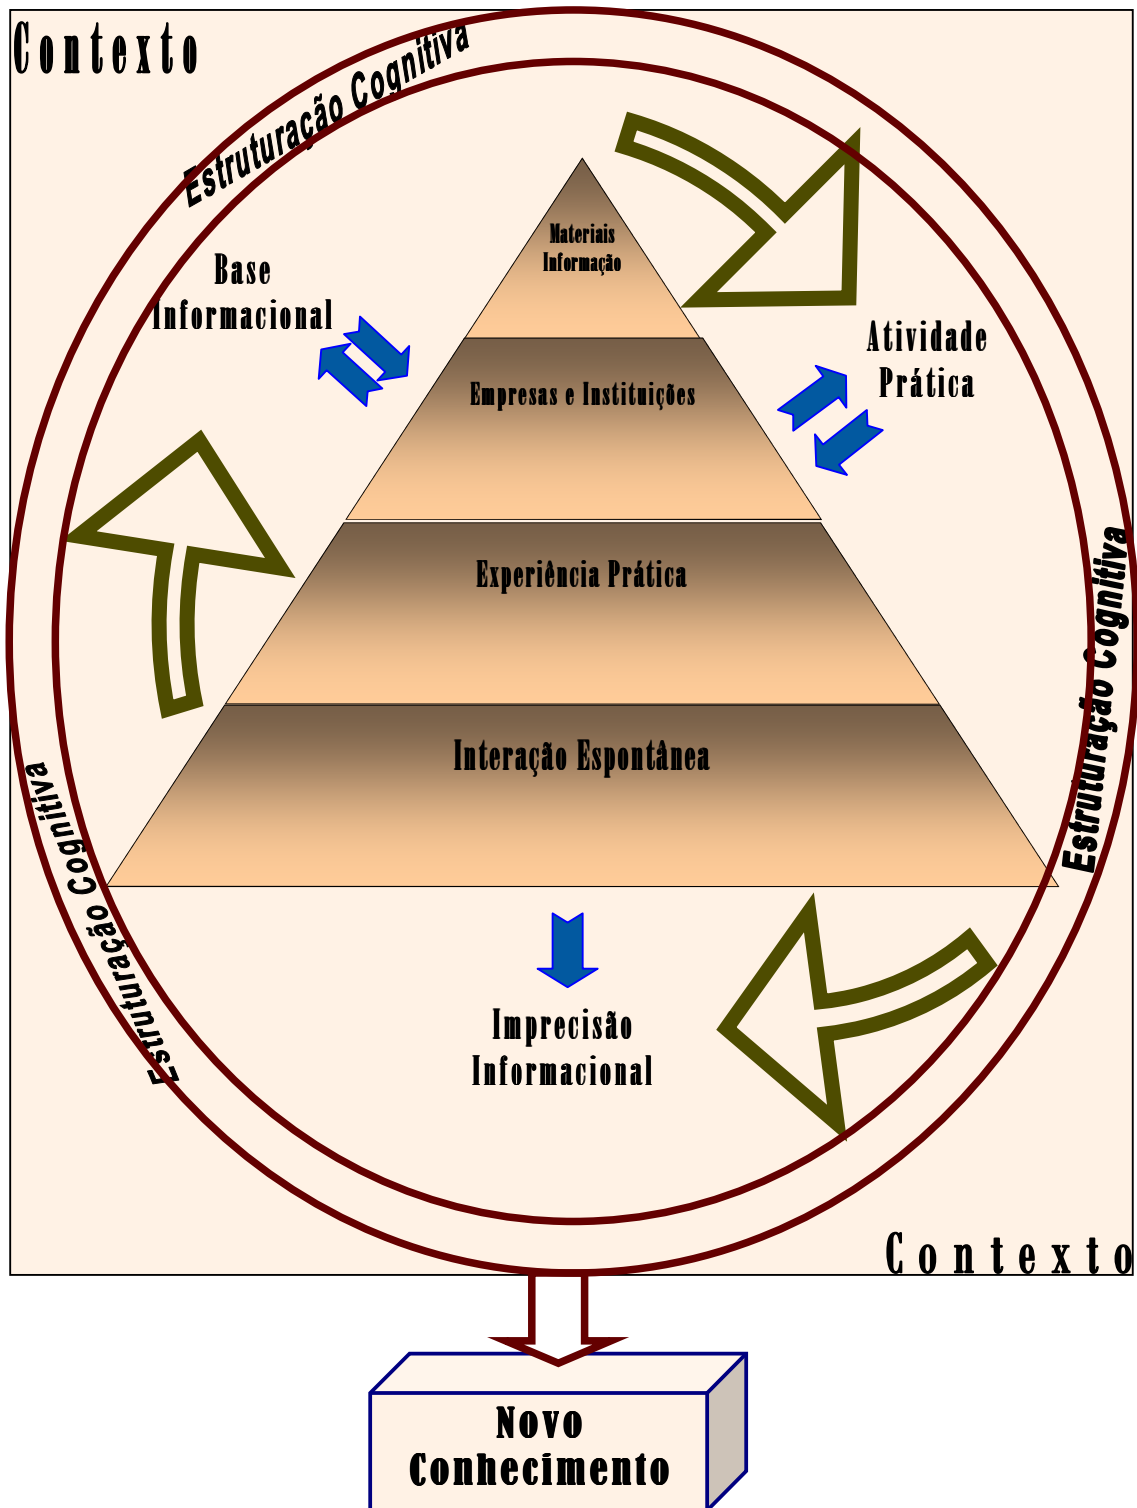 Contexto
Estruturação Cognitiva
Materiais
Informação
Base
Informacional
Atividade
Prática
Empresas e Instituições
Experiência Prática
Estruturação Cognitiva
Interação Espontânea
Estruturação Cognitiva
Imprecisão
Informacional
Contexto
Novo
Conhecimento